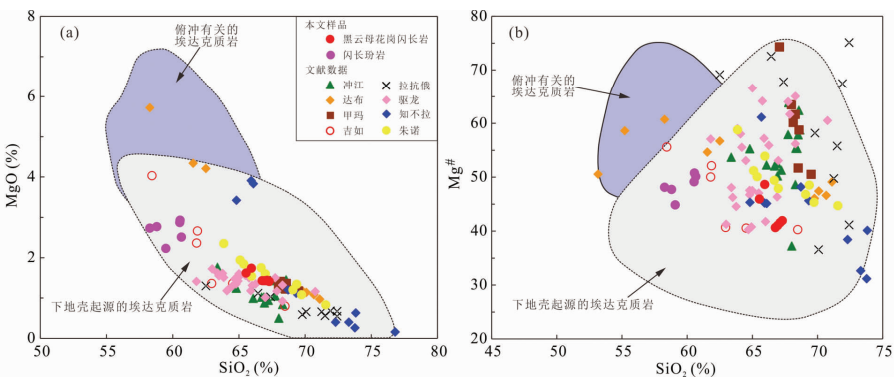 (a)
俯冲有关的
埃达克质岩
本文样品
黑云母花岗闪长岩
闪长玢岩
文献数据
冲江 拉抗俄
达布 驱龙
甲玛 知不拉
吉如 朱诺
下地壳起源的埃达克质岩
MgO (%)
8
6
4
2
0
50 55 60 65 70 75 80
SiO2 (%)
(b)
俯冲有关的
埃达克质岩
下地壳起源的埃达克质岩
Mg#
80
70
60
50
40
30
20
45 50 55 60 65 70 75
SiO2 (%)